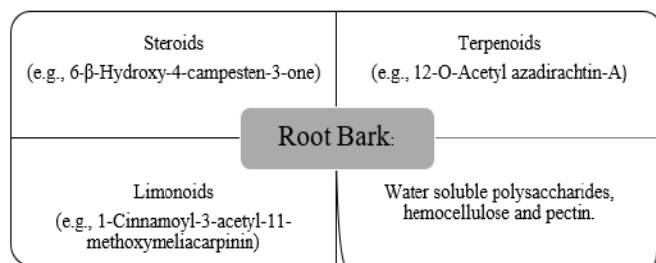 Steroids
(e.g., 6-β-Hydroxy-4-campesten-3-one)
Terpenoids
(e.g., 12-O-Acetyl azadirachtin-A)
Root Bark:
Limonoids
(e.g., 1-Cinnamoyl-3-acetyl-11-
methoxymeliacarpinin)
Water soluble polysaccharides,
hemocellulose and pectin.